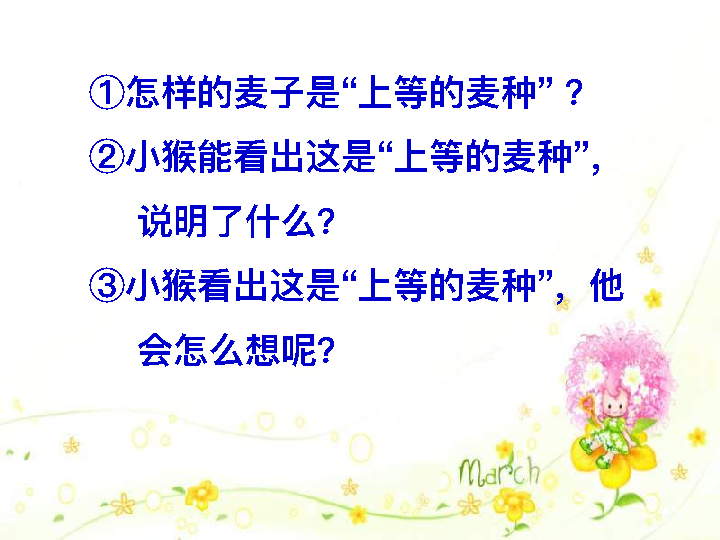 ①怎样的麦子是“上等的麦种”？
②小猴能看出这是“上等的麦种”，
说明了什么?
③小猴看出这是“上等的麦种”，他
会怎么想呢?
March